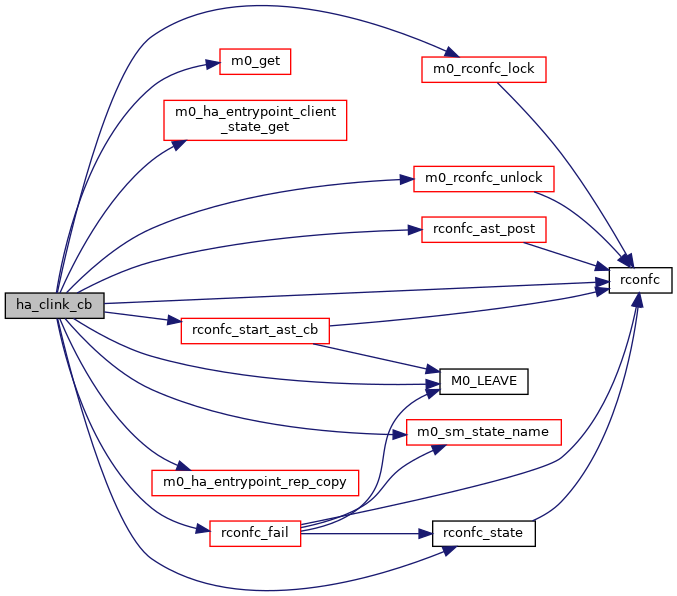 m0_get
m0_rconfc_lock
m0_ha_entrypoint_client
_state_get
m0_rconfc_unlock
rconfc_ast_post
rconfc
ha_clink_cb
rconfc_start_ast_cb
M0_LEAVE
m0_sm_state_name
m0_ha_entrypoint_rep_copy
rconfc_fail
rconfc_state